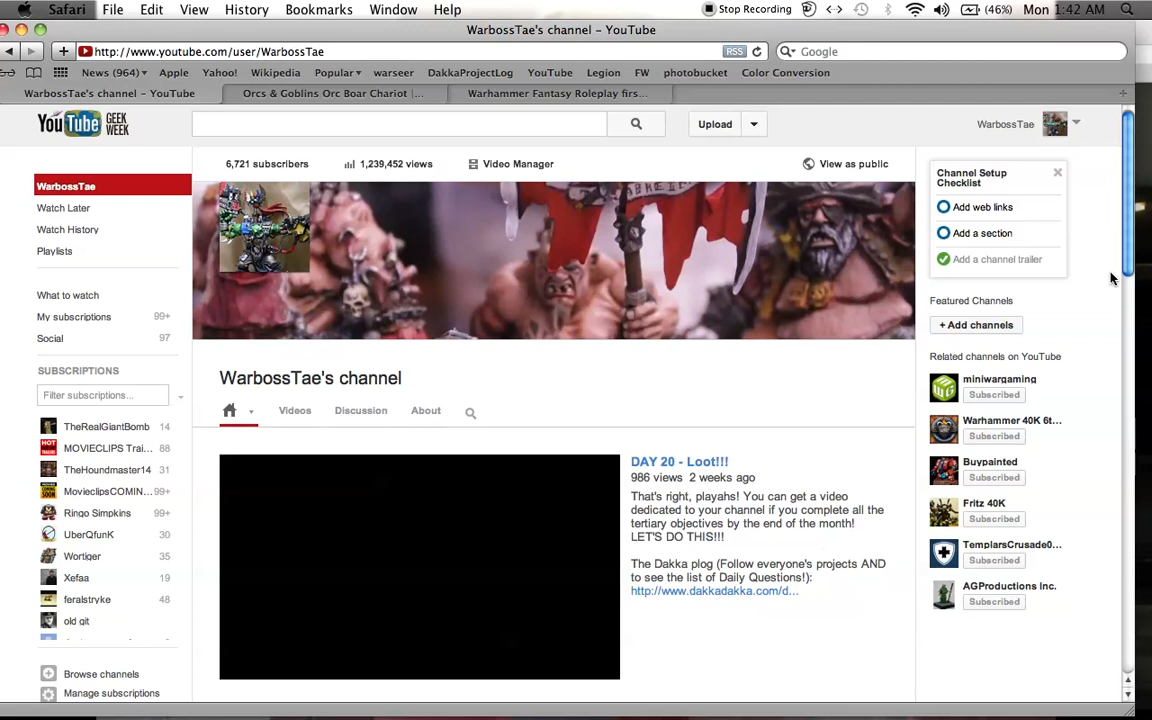 Safari File Edit View History Bookmarks Window Help Stop Recording (46%) Mon 1:42 AM
WarbossTae's channel – YouTube
http://www.youtube.com/user/WarbossTae RSS Google
News (964) Apple Yahoo! Wikipedia Popular warseer DakkaProjectLog YouTube Legion FW photobucket Color Conversion
WarbossTae's channel – YouTube Orcs & Goblins Orc Boar Chariot |... Warhammer Fantasy Roleplay firs...
YouTube GEEK WEEK Upload WarbossTae
6,721 subscribers 1,239,452 views Video Manager View as public
WarbossTae
Watch Later
Watch History
Playlists
What to watch
My subscriptions 99+
Social 97
SUBSCRIPTIONS
Filter subscriptions...
TheRealGiantBomb 14
MOVIECLIPS Trai... 88
TheHoundmaster14 31
MovieclipsCOMIN... 99+
Ringo Simpkins 99+
UberQfunK 30
Wortiger 35
Xefaa 19
feralstryke 48
old git
Browse channels
Manage subscriptions
WarbossTae's channel
Videos Discussion About
DAY 20 - Loot!!!
986 views 2 weeks ago
That's right, playahs! You can get a video
dedicated to your channel if you complete all the
tertiary objectives by the end of the month!
LET'S DO THIS!!!
The Dakka plog (Follow everyone's projects AND
to see the list of Daily Questions!):
http://www.dakkadakka.com/d...
Channel Setup
Checklist
Add web links
Add a section
Add a channel trailer
Featured Channels
+ Add channels
Related channels on YouTube
miniwargaming
Subscribed
Warhammer 40K 6t...
Subscribed
Buypainted
Subscribed
Fritz 40K
Subscribed
TemplarsCrusade0...
Subscribed
AGProductions Inc.
Subscribed